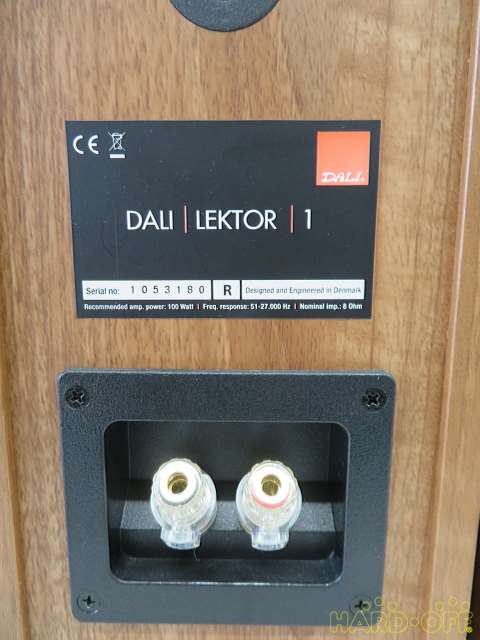 CE
DALI
DALI | LEKTOR | 1
Serial no: 1053180 R Designed and Engineered in Denmark
Recommended amp. power: 100 Watt | Freq. response: 51-27.000 Hz | Nominal imp.: 8 Ohm
HARD-OFF